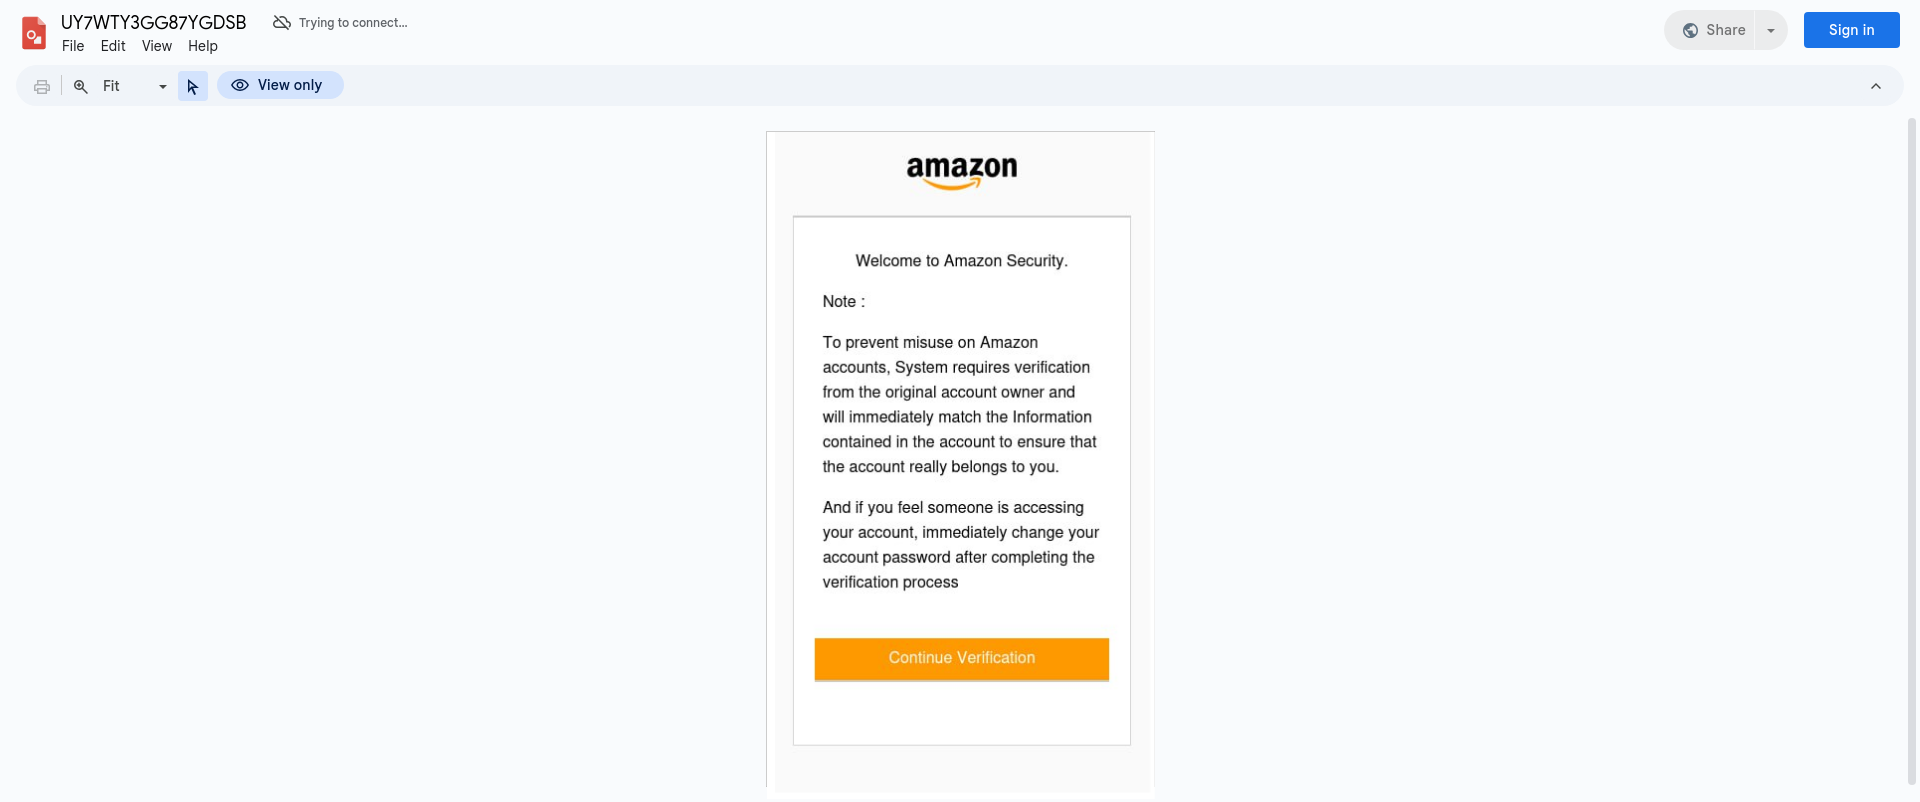 UY7WTY3GG87YGDSB
Trying to connect...
File Edit View Help
Share
Sign in
Fit
View only
amazon
Welcome to Amazon Security.
Note :
To prevent misuse on Amazon
accounts, System requires verification
from the original account owner and
will immediately match the Information
contained in the account to ensure that
the account really belongs to you.
And if you feel someone is accessing
your account, immediately change your
account password after completing the
verification process
Continue Verification